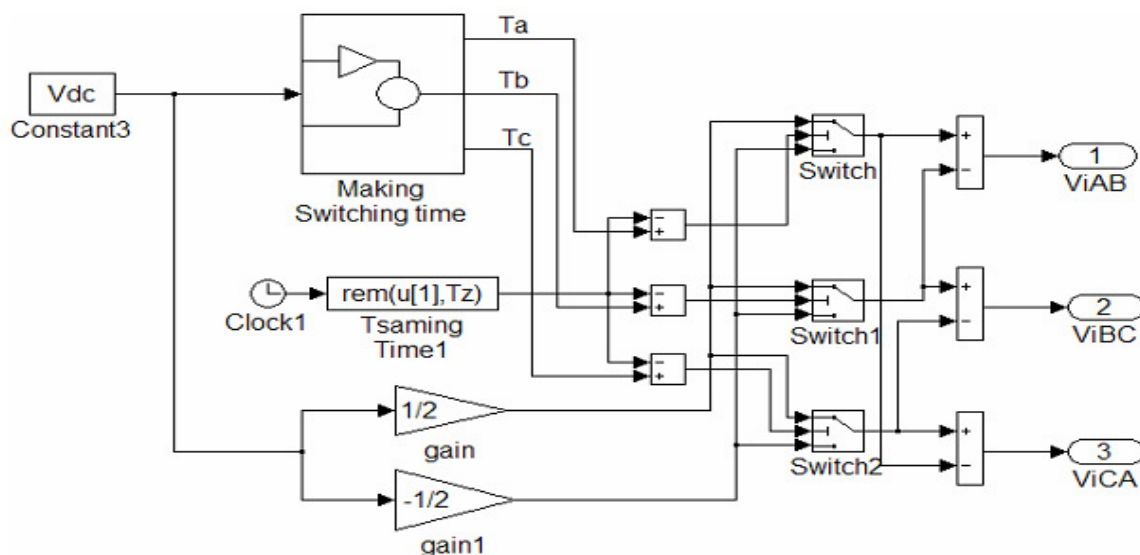 Ta
Tb
Tc
Vdc
Constant3
Making
Switching time
Switch
+
−
1
ViAB
−
+
Clock1
rem(u[1],Tz)
Tsaming
Time1
−
+
Switch1
+
−
2
ViBC
−
+
1/2
gain
Switch2
+
−
3
ViCA
-1/2
gain1